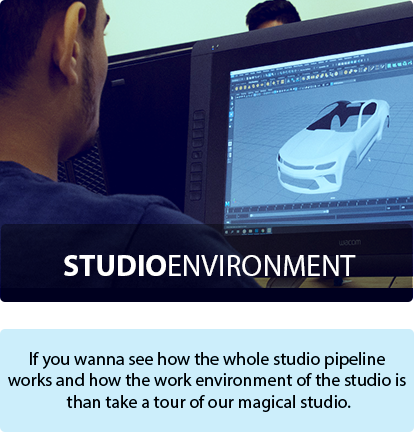 wacom
STUDIOENVIRONMENT
If you wanna see how the whole studio pipeline
works and how the work environment of the studio is
than take a tour of our magical studio.